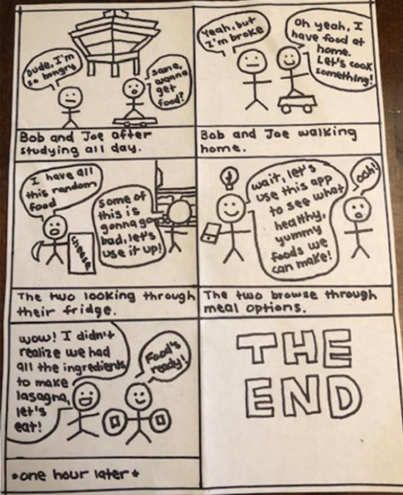 Dude, I'm
so hungry
same,
wanna
get
food?
Bob and Joe after
studying all day.
Yeah, but
I'm broke
Oh yeah, I
have food at
home.
Let's cook
something!
Bob and Joe walking
home.
I have all
this random
food
some of
this is
gonna go
bad, let's
use it up!
cheese
The two looking through
their fridge.
wait, let's
use this app
to see what
healthy,
yummy
foods we
can make!
ooh!
The two browse through
meal options.
wow! I didn't
realize we had
all the ingredients
to make
lasagna,
let's
eat!
Food's
ready!
*one hour later*
THE
END